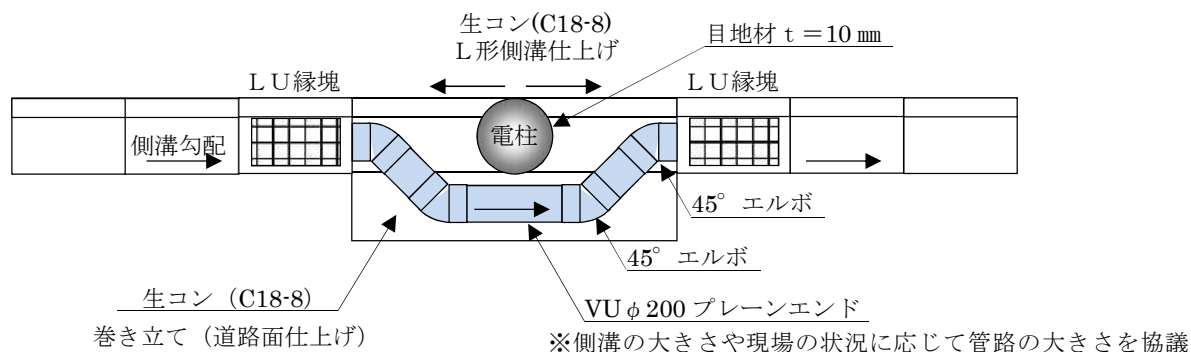 生コン(C18-8)
L形側溝仕上げ
目地材 t＝10 ㎜
LU縁塊
LU縁塊
電柱
側溝勾配
45°エルボ
45°エルボ
生コン（C18-8）
巻き立て（道路面仕上げ）
VUφ200 プレーンエンド
※側溝の大きさや現場の状況に応じて管路の大きさを協議